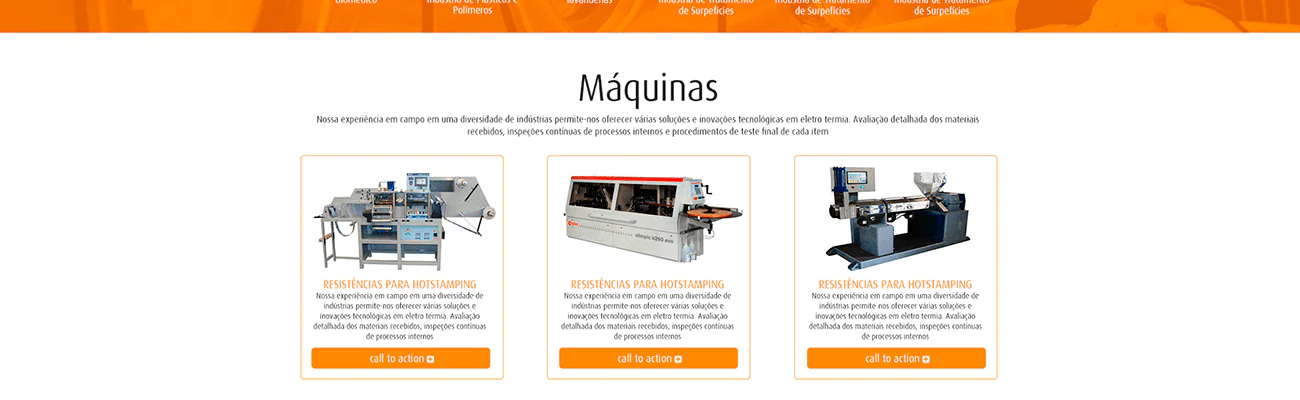 Biomédico
Indústria de Plásticos e
Polímeros
lavanderias
Indústria de Tratamento
de Surpefícies
Indústria de Tratamento
de Surpefícies
Indústria de Tratamento
de Surpefícies
Máquinas
Nossa experiência em campo em uma diversidade de indústrias permite-nos oferecer várias soluções e inovações tecnológicas em eletro termia. Avaliação detalhada dos materiais
recebidos, inspeções contínuas de processos internos e procedimentos de teste final de cada item
olimpic k260 evo
RESISTÊNCIAS PARA HOTSTAMPING
Nossa experiência em campo em uma diversidade de
indústrias permite-nos oferecer várias soluções e
inovações tecnológicas em eletro termia. Avaliação
detalhada dos materiais recebidos, inspeções contínuas
de processos internos
call to action
RESISTÊNCIAS PARA HOTSTAMPING
Nossa experiência em campo em uma diversidade de
indústrias permite-nos oferecer várias soluções e
inovações tecnológicas em eletro termia. Avaliação
detalhada dos materiais recebidos, inspeções contínuas
de processos internos
call to action
RESISTÊNCIAS PARA HOTSTAMPING
Nossa experiência em campo em uma diversidade de
indústrias permite-nos oferecer várias soluções e
inovações tecnológicas em eletro termia. Avaliação
detalhada dos materiais recebidos, inspeções contínuas
de processos internos
call to action